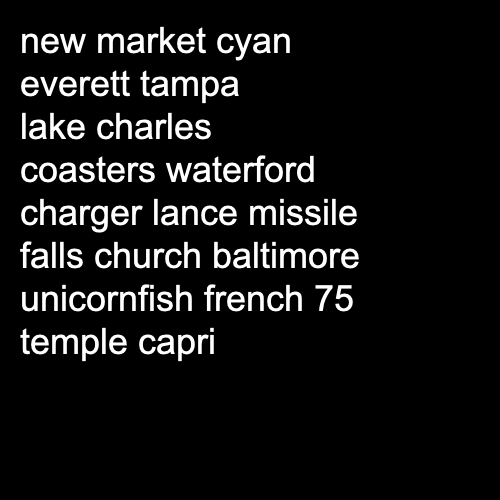 new market cyan
everett tampa
lake charles
coasters waterford
charger lance missile
falls church baltimore
unicornfish french 75
temple capri